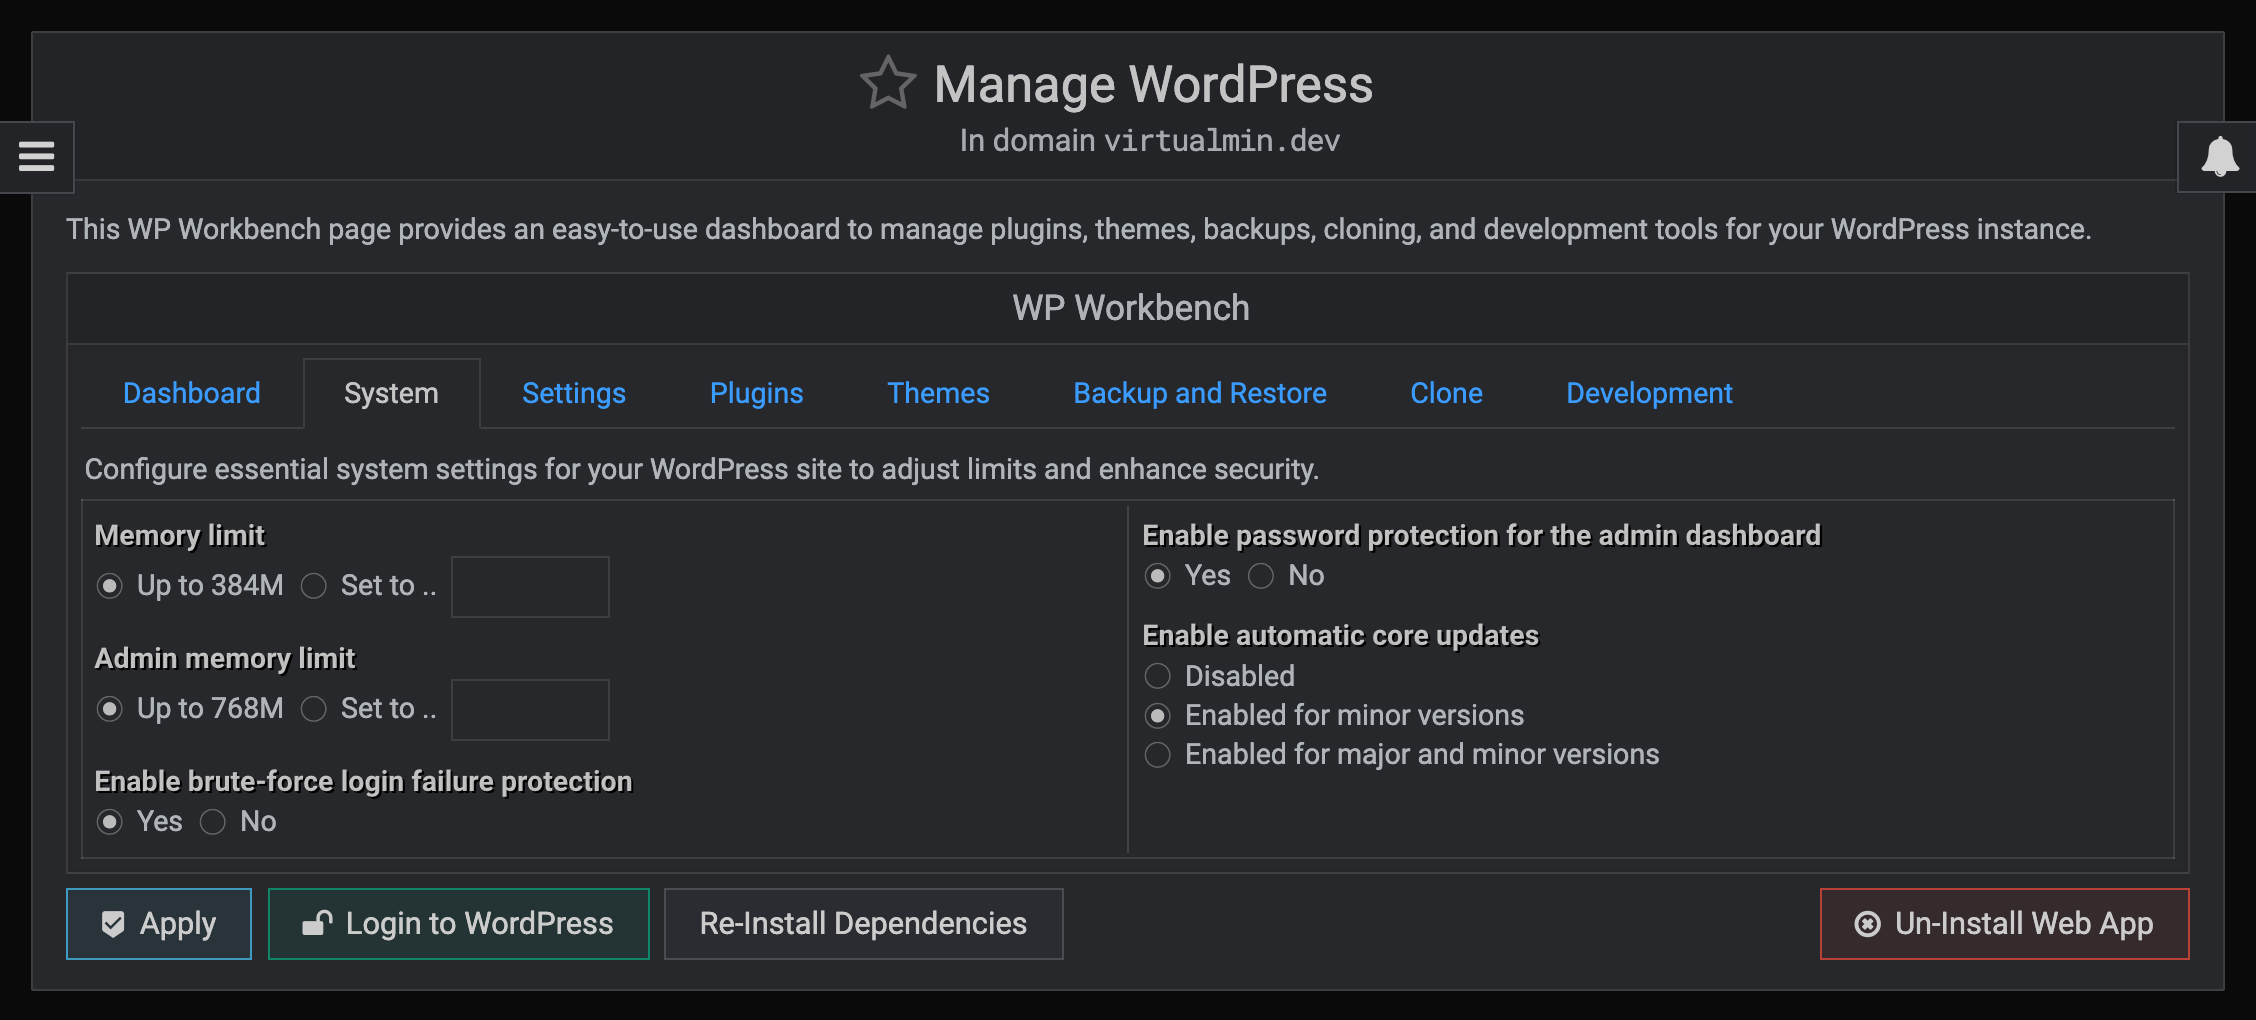 Manage WordPress
In domain virtualmin.dev
This WP Workbench page provides an easy-to-use dashboard to manage plugins, themes, backups, cloning, and development tools for your WordPress instance.
WP Workbench
Dashboard System Settings Plugins Themes Backup and Restore Clone Development
Configure essential system settings for your WordPress site to adjust limits and enhance security.
Memory limit
Up to 384M Set to ..
Admin memory limit
Up to 768M Set to ..
Enable brute-force login failure protection
Yes No
Enable password protection for the admin dashboard
Yes No
Enable automatic core updates
Disabled
Enabled for minor versions
Enabled for major and minor versions
Apply Login to WordPress Re-Install Dependencies Un-Install Web App